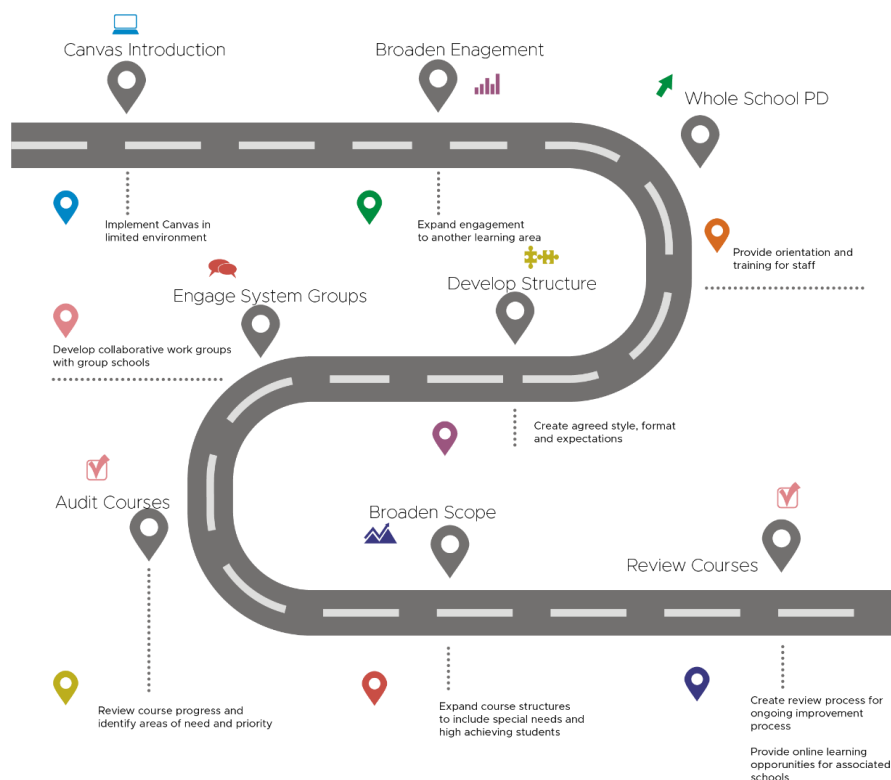 Canvas Introduction
Broaden Enagement
Whole School PD
Implement Canvas in
limited environment
Expand engagement
to another learning area
Provide orientation and
training for staff
Engage System Groups
Develop Structure
Develop collaborative work groups
with group schools
Create agreed style, format
and expectations
Audit Courses
Broaden Scope
Review Courses
Review course progress and
identify areas of need and priority
Expand course structures
to include special needs and
high achieving students
Create review process for
ongoing improvement
process
Provide online learning
opporunities for associated
schools